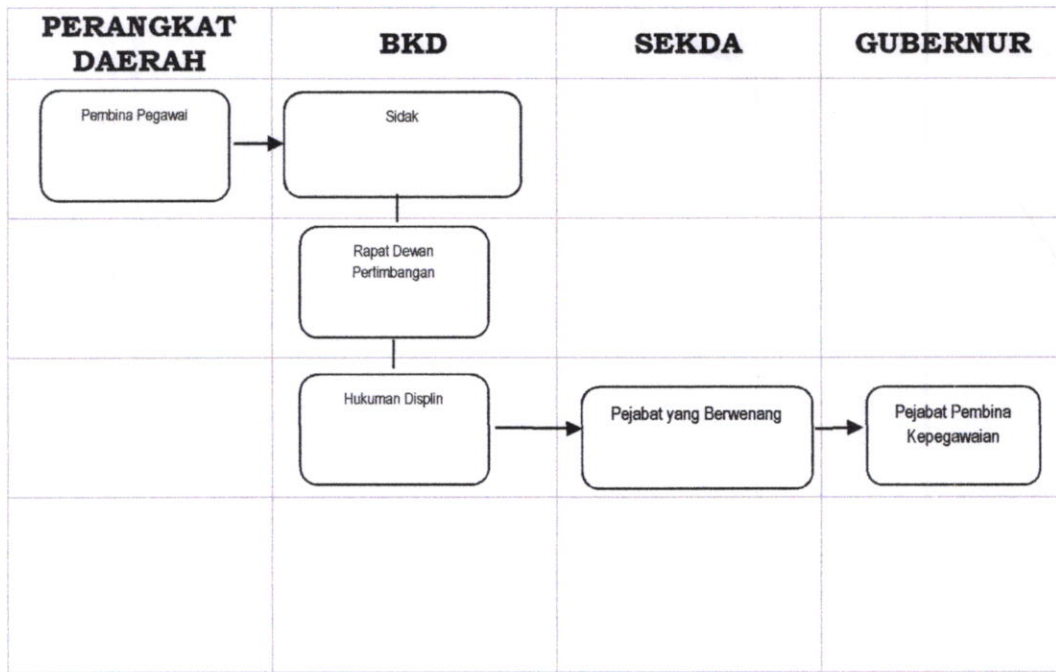 PERANGKAT
DAERAH
BKD
SEKDA
GUBERNUR
Pembina Pegawai
Sidak
Rapat Dewan
Pertimbangan
Hukuman Displin
Pejabat yang Berwenang
Pejabat Pembina
Kepegawaian